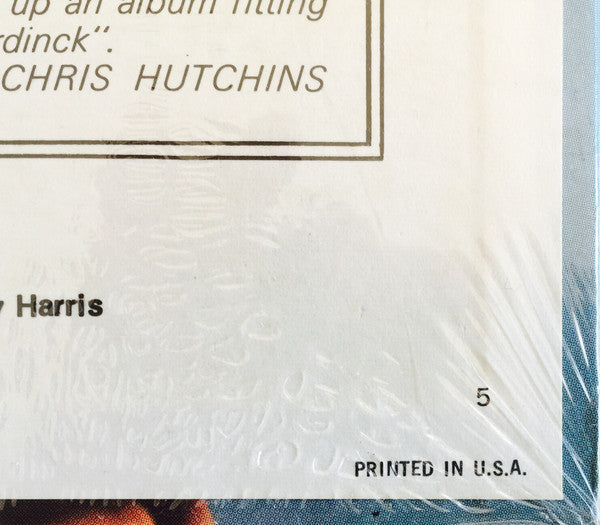 up an album fitting
rdinck”.
CHRIS HUTCHINS
Harris
5
PRINTED IN U.S.A.